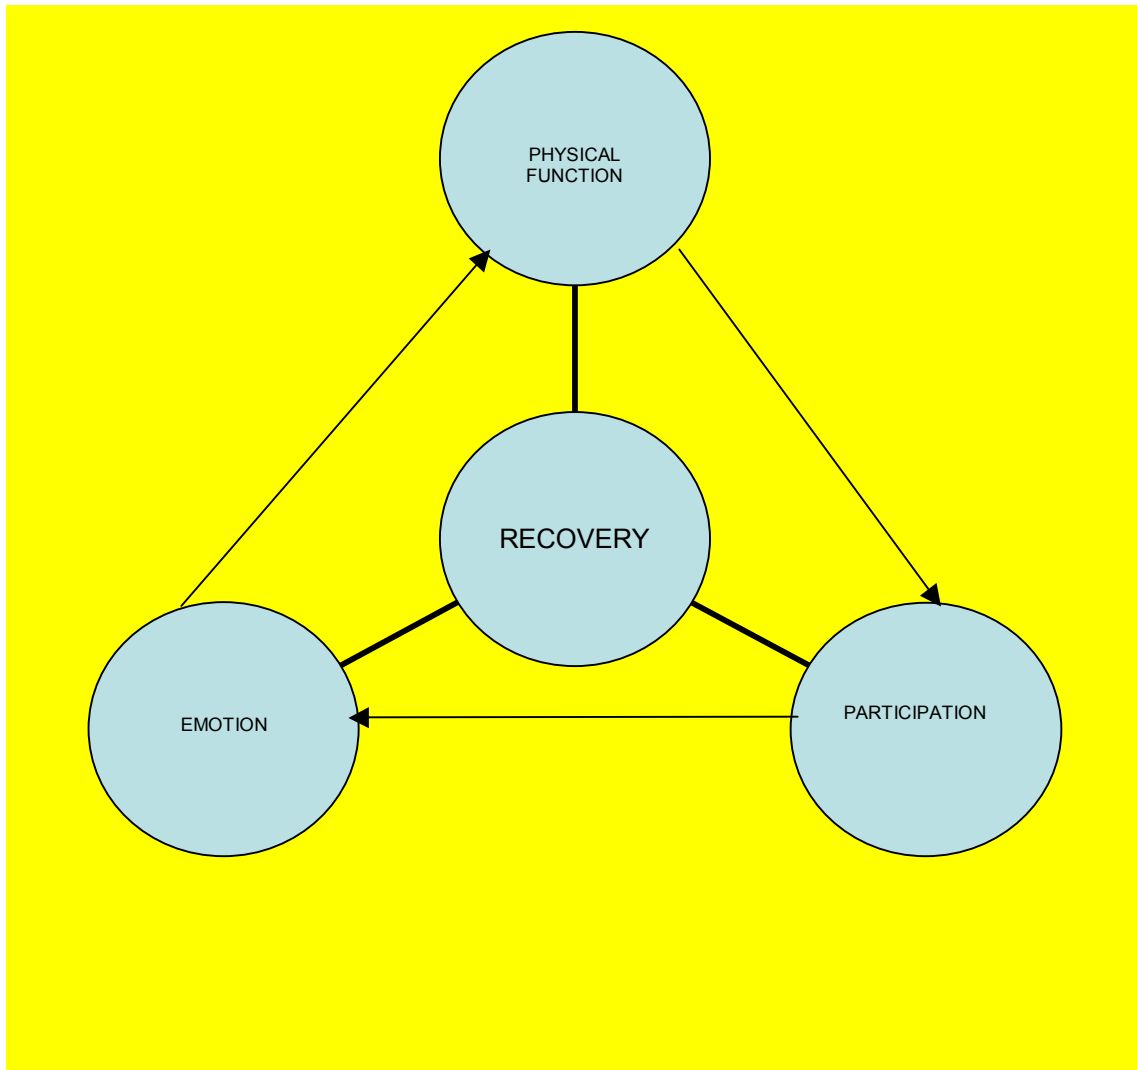 PHYSICAL
FUNCTION
RECOVERY
EMOTION
PARTICIPATION